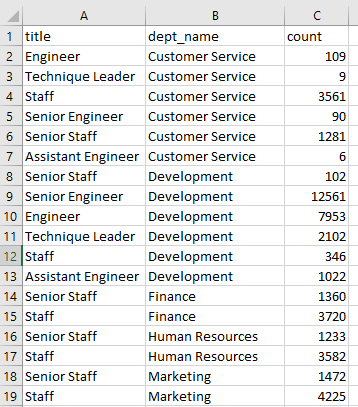 A B C
1 title dept_name count
2 Engineer Customer Service 109
3 Technique Leader Customer Service 9
4 Staff Customer Service 3561
5 Senior Engineer Customer Service 90
6 Senior Staff Customer Service 1281
7 Assistant Engineer Customer Service 6
8 Senior Staff Development 102
9 Senior Engineer Development 12561
10 Engineer Development 7953
11 Technique Leader Development 2102
12 Staff Development 346
13 Assistant Engineer Development 1022
14 Senior Staff Finance 1360
15 Staff Finance 3720
16 Senior Staff Human Resources 1233
17 Staff Human Resources 3582
18 Senior Staff Marketing 1472
19 Staff Marketing 4225